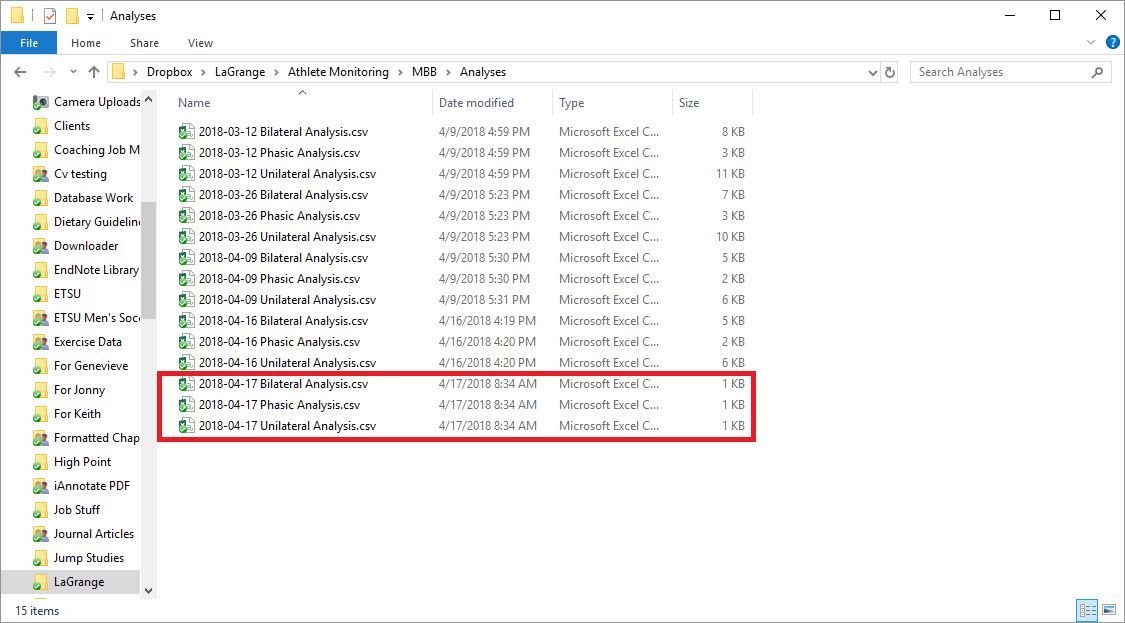 Analyses
File Home Share View
Dropbox LaGrange Athlete Monitoring MBB Analyses Search Analyses
Name Date modified Type Size
Camera Uploads
Clients
Coaching Job M
Cv testing
Database Work
Dietary Guideline
Downloader
EndNote Library
ETSU
ETSU Men's Soc
Exercise Data
For Genevieve
For Jonny
For Keith
Formatted Chap
High Point
iAnnotate PDF
Job Stuff
Journal Articles
Jump Studies
LaGrange
2018-03-12 Bilateral Analysis.csv 4/9/2018 4:59 PM Microsoft Excel C... 8 KB
2018-03-12 Phasic Analysis.csv 4/9/2018 4:59 PM Microsoft Excel C... 3 KB
2018-03-12 Unilateral Analysis.csv 4/9/2018 4:59 PM Microsoft Excel C... 11 KB
2018-03-26 Bilateral Analysis.csv 4/9/2018 5:23 PM Microsoft Excel C... 7 KB
2018-03-26 Phasic Analysis.csv 4/9/2018 5:23 PM Microsoft Excel C... 3 KB
2018-03-26 Unilateral Analysis.csv 4/9/2018 5:23 PM Microsoft Excel C... 10 KB
2018-04-09 Bilateral Analysis.csv 4/9/2018 5:30 PM Microsoft Excel C... 5 KB
2018-04-09 Phasic Analysis.csv 4/9/2018 5:30 PM Microsoft Excel C... 2 KB
2018-04-09 Unilateral Analysis.csv 4/9/2018 5:31 PM Microsoft Excel C... 6 KB
2018-04-16 Bilateral Analysis.csv 4/16/2018 4:19 PM Microsoft Excel C... 5 KB
2018-04-16 Phasic Analysis.csv 4/16/2018 4:20 PM Microsoft Excel C... 2 KB
2018-04-16 Unilateral Analysis.csv 4/16/2018 4:20 PM Microsoft Excel C... 6 KB
2018-04-17 Bilateral Analysis.csv 4/17/2018 8:34 AM Microsoft Excel C... 1 KB
2018-04-17 Phasic Analysis.csv 4/17/2018 8:34 AM Microsoft Excel C... 1 KB
2018-04-17 Unilateral Analysis.csv 4/17/2018 8:34 AM Microsoft Excel C... 1 KB
15 items